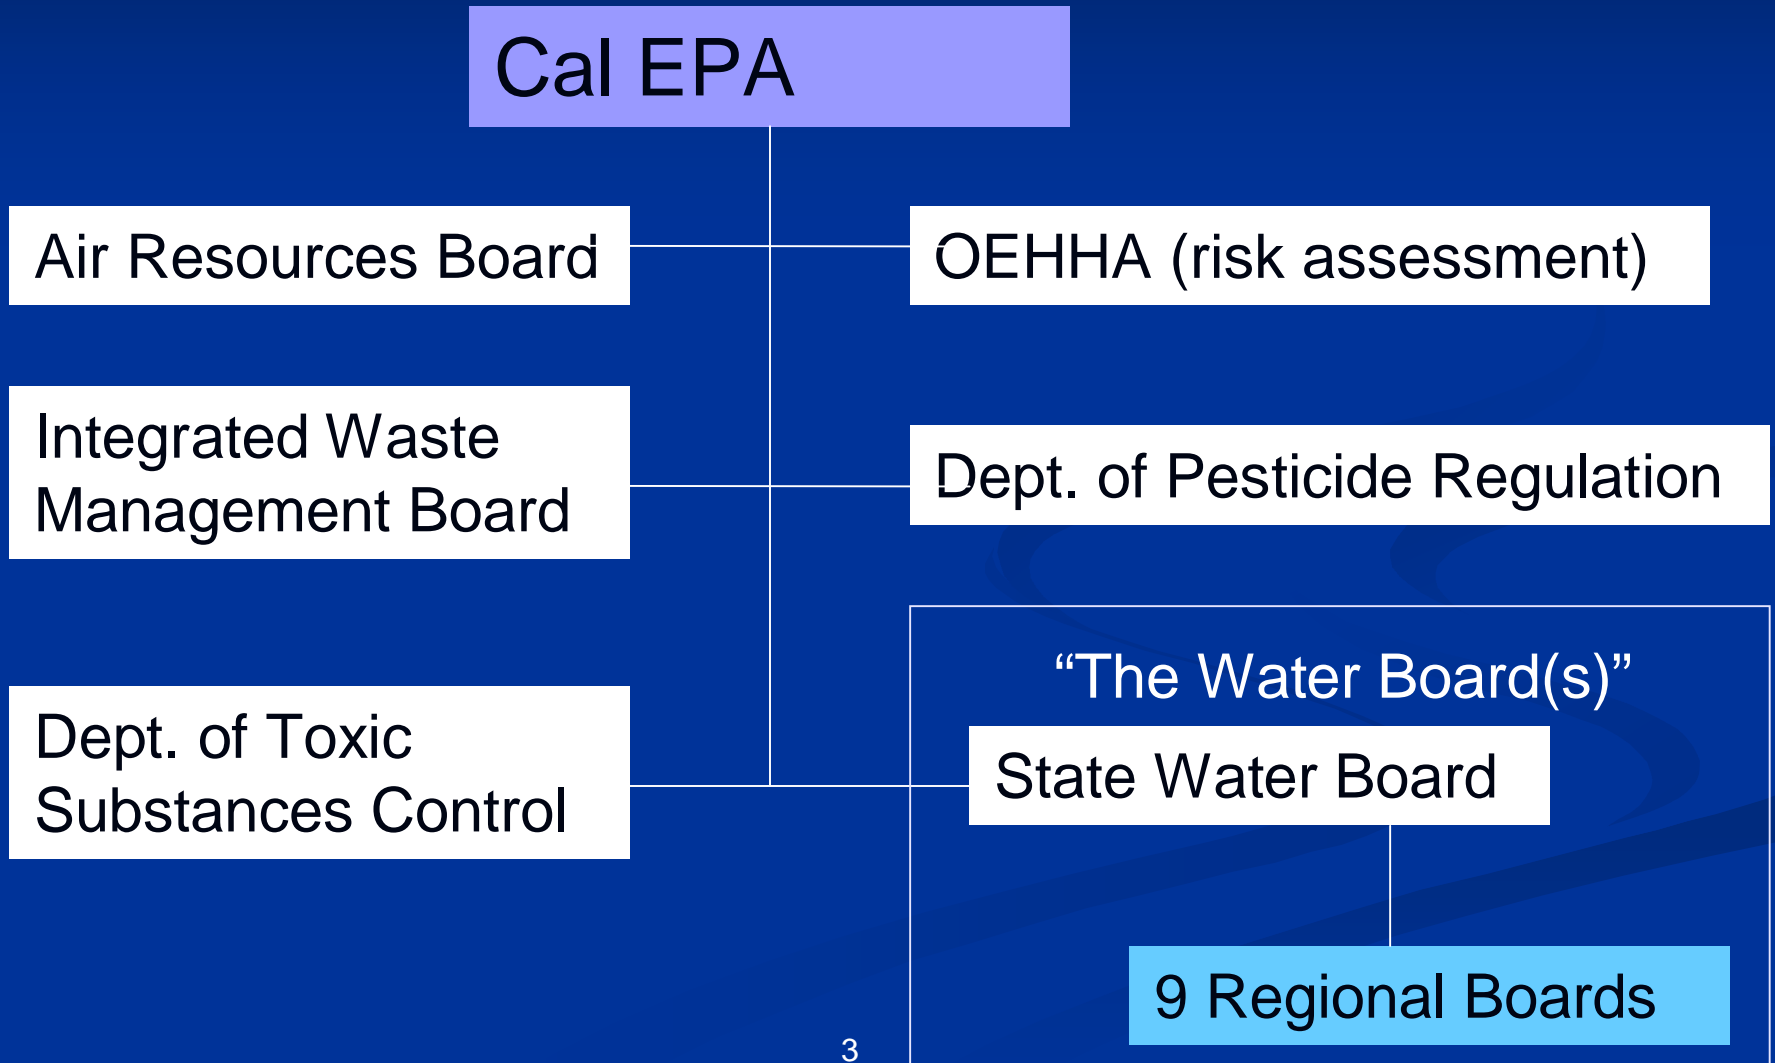 Cal EPA
Air Resources Board
OEHHA (risk assessment)
Integrated Waste
Management Board
Dept. of Pesticide Regulation
“The Water Board(s)”
Dept. of Toxic
Substances Control
State Water Board
9 Regional Boards
3